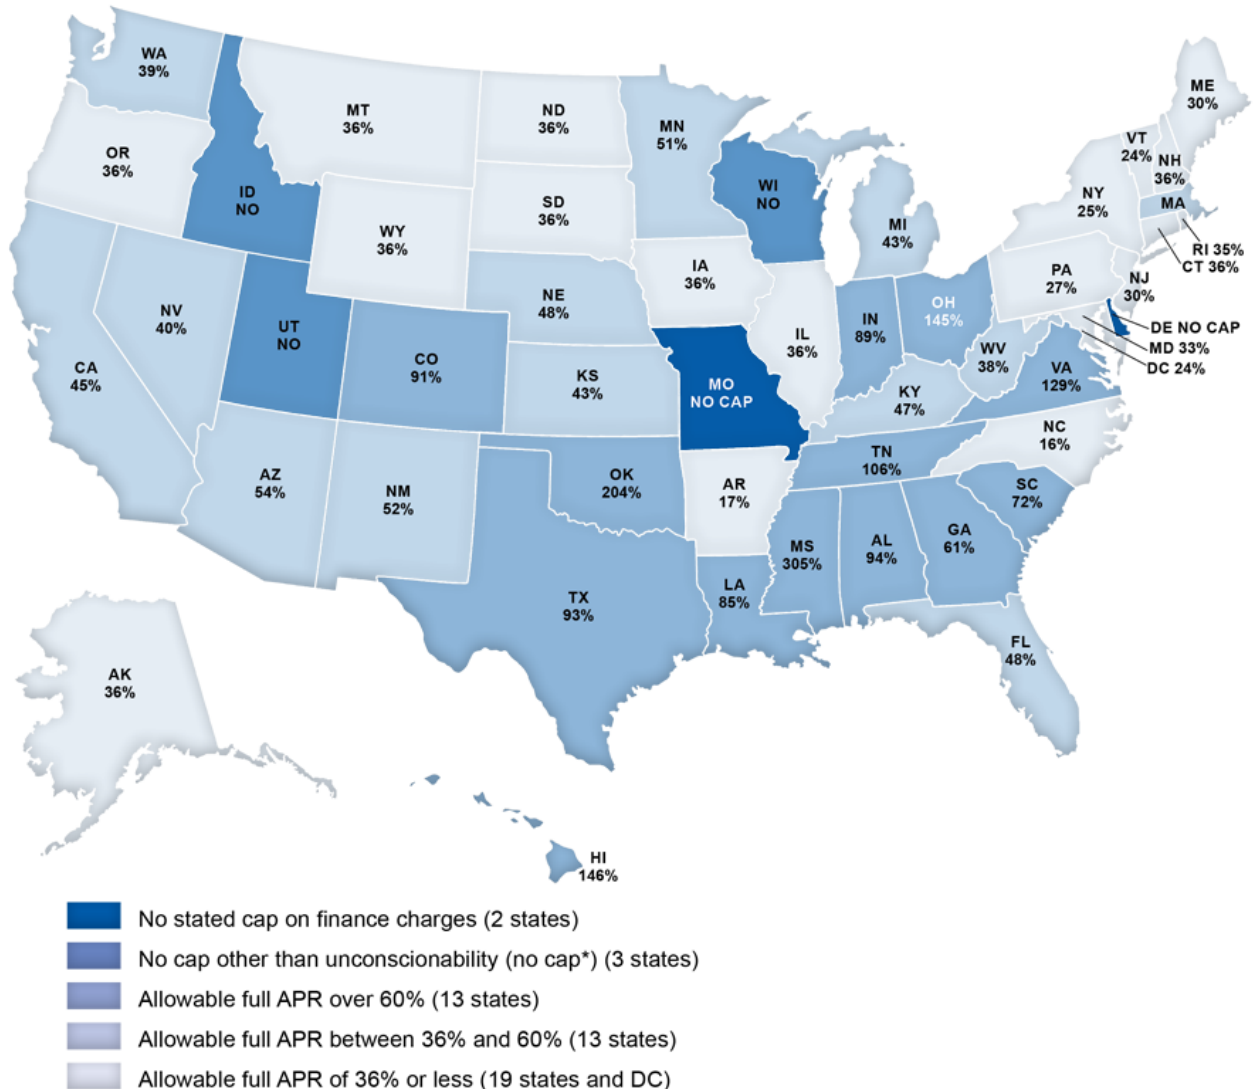 WA
39%
OR
36%
ID
NO
MT
36%
WY
36%
ND
36%
SD
36%
NE
48%
KS
43%
MN
51%
IA
36%
WI
NO
MI
43%
IL
36%
IN
89%
OH
145%
MO
NO CAP
NV
40%
CA
45%
UT
NO
CO
91%
AZ
54%
NM
52%
OK
204%
TX
93%
AR
17%
LA
85%
MS
305%
AL
94%
GA
61%
FL
48%
SC
72%
NC
16%
TN
106%
KY
47%
WV
38%
VA
129%
PA
27%
NY
25%
VT
24%
NH
36%
ME
30%
MA
RI 35%
CT 36%
NJ
30%
DE NO CAP
MD 33%
DC 24%
AK
36%
HI
146%
No stated cap on finance charges (2 states)
No cap other than unconscionability (no cap*) (3 states)
Allowable full APR over 60% (13 states)
Allowable full APR between 36% and 60% (13 states)
Allowable full APR of 36% or less (19 states and DC)